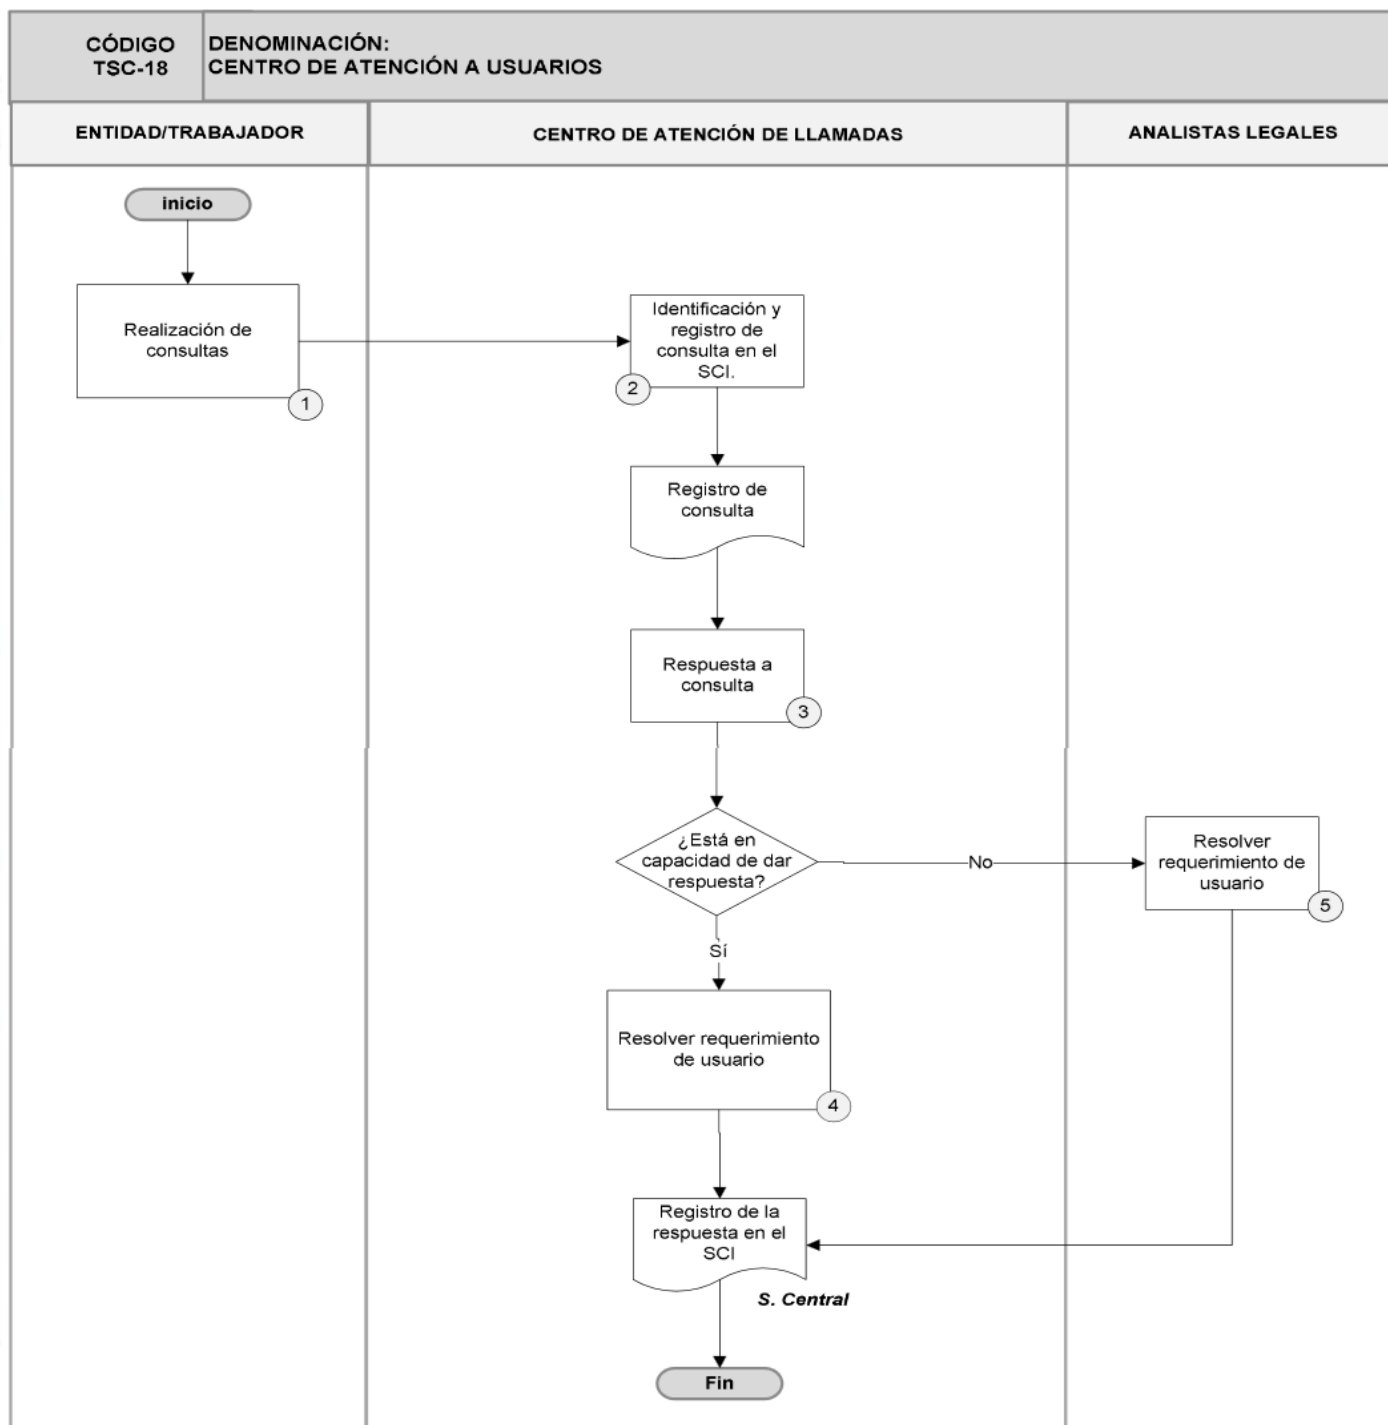 CÓDIGO
TSC-18
DENOMINACIÓN:
CENTRO DE ATENCIÓN A USUARIOS
ENTIDAD/TRABAJADOR
CENTRO DE ATENCIÓN DE LLAMADAS
ANALISTAS LEGALES
inicio
Realización de
consultas
1
Identificación y
registro de
consulta en el
SCI.
2
Registro de
consulta
Respuesta a
consulta
3
¿Está en
capacidad de dar
respuesta?
No
Resolver
requerimiento de
usuario
5
Sí
Resolver requerimiento
de usuario
4
Registro de la
respuesta en el
SCI
S. Central
Fin